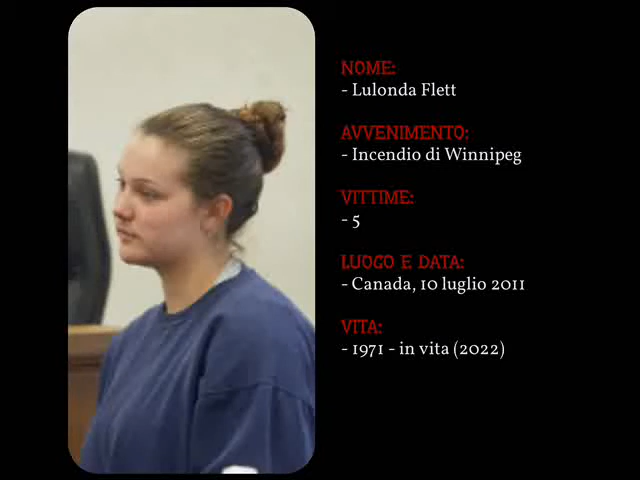 NOME:
- Lulonda Flett
AVVENIMENTO:
- Incendio di Winnipeg
VITTIME:
- 5
LUOGO E DATA:
- Canada, 10 luglio 2011
VITA:
- 1971 - in vita (2022)